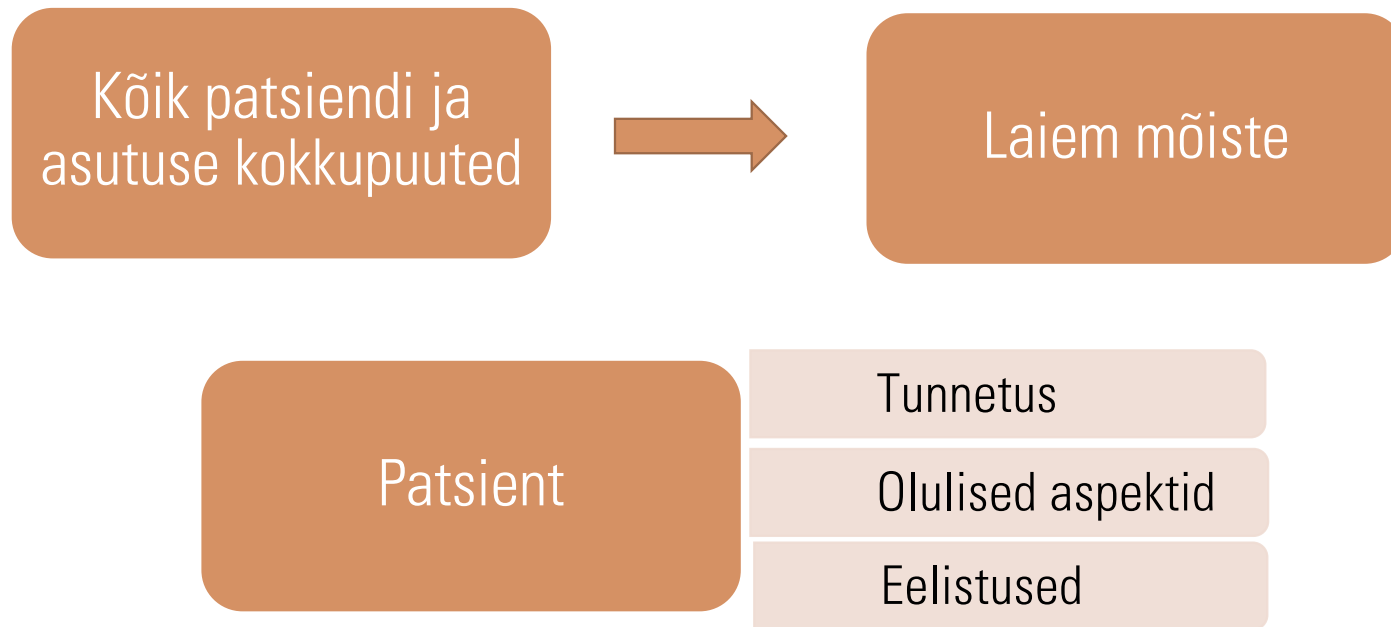 Kõik patsiendi ja
asutuse kokkupuuted
Laiem mõiste
Patsient
Tunnetus
Olulised aspektid
Eelistused